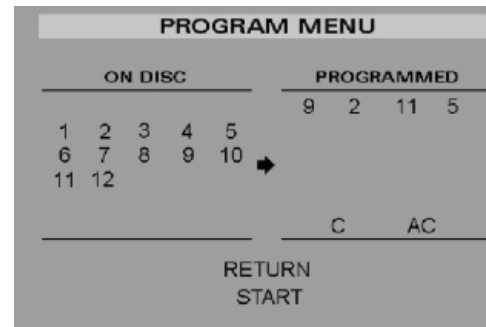 PROGRAM MENU
ON DISC
1 2 3 4 5
6 7 8 9 10
11 12
PROGRAMMED
9 2 11 5
C AC
RETURN
START